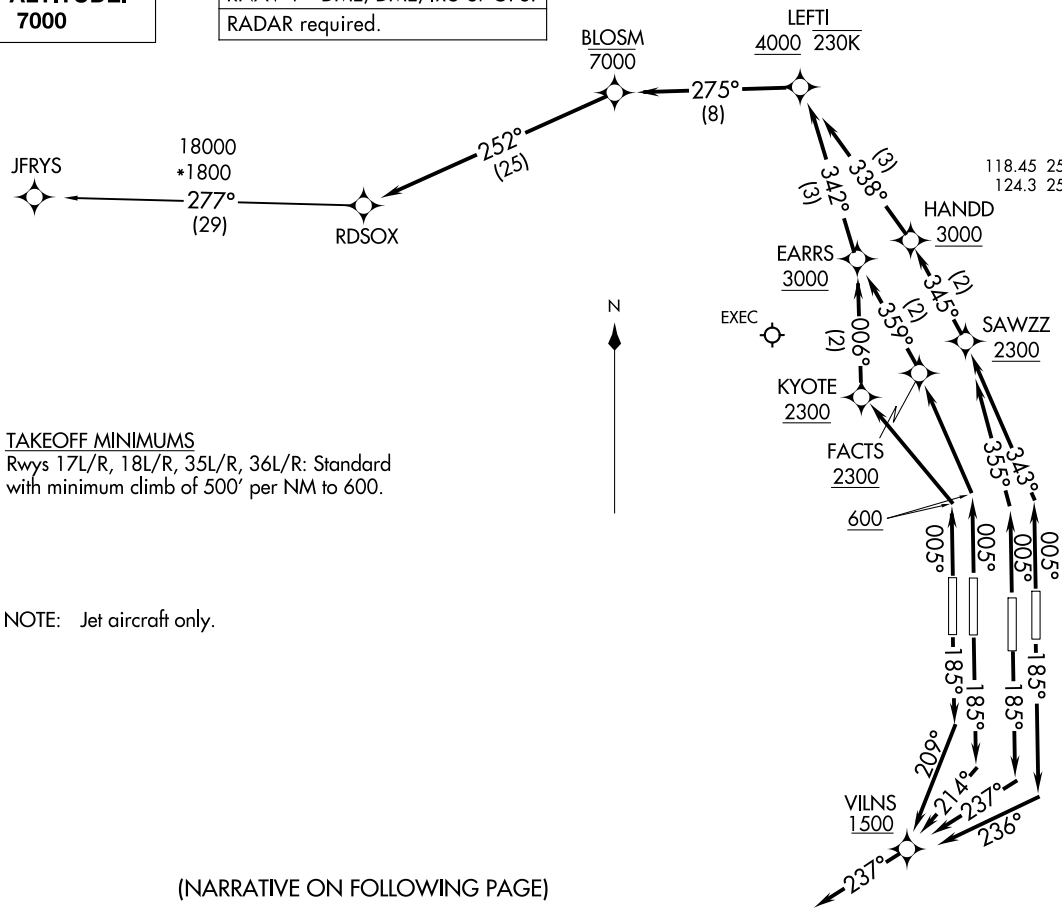 7000
RADAR required.
LEFTI
4000 230K
BLOSM
7000
275°
(8)
252°
(25)
18000
*1800
277°
(29)
JFRYS
RDSOX
(3)
338°
342°
(3)
118.45 25
124.3 25
HANDD
3000
EARRS
3000
(2)
345°
N
EXEC
(2)
359°
006°
(2)
SAWZZ
2300
KYOTE
2300
FACTS
2300
355°
343°
600
005°
005°
005°
005°
TAKEOFF MINIMUMS
Rwys 17L/R, 18L/R, 35L/R, 36L/R: Standard
with minimum climb of 500' per NM to 600.
NOTE: Jet aircraft only.
185°
185°
185°
185°
209°
214°
237°
236°
VILNS
1500
237°
(NARRATIVE ON FOLLOWING PAGE)